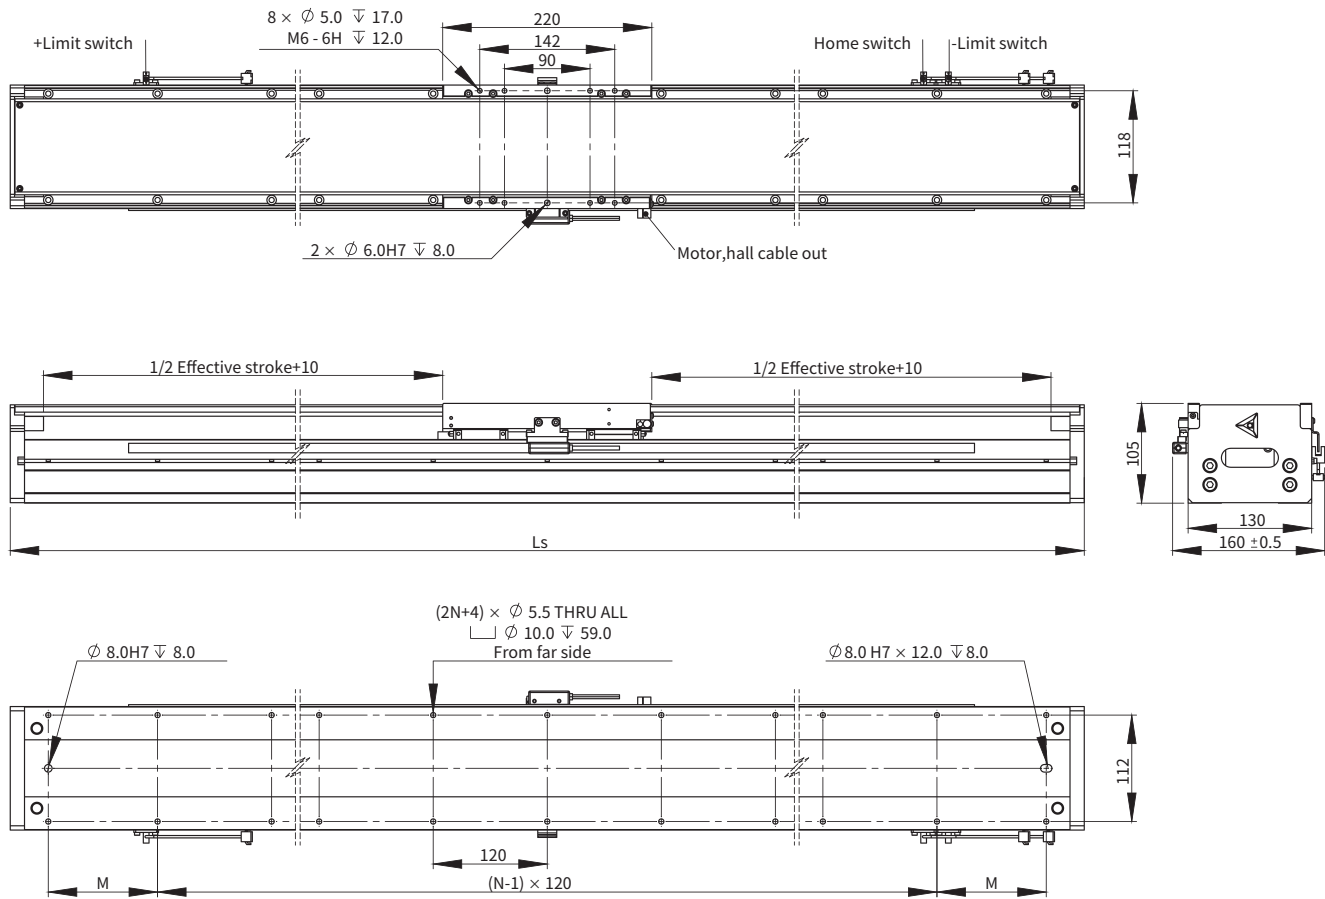 8 × ∅ 5.0 ↧ 17.0
M6 - 6H ↧ 12.0
220
142
90
+Limit switch
Home switch
-Limit switch
118
2 × ∅ 6.0H7 ↧ 8.0
Motor,hall cable out
1/2 Effective stroke+10
1/2 Effective stroke+10
105
130
160 ±0.5
Ls
(2N+4) × ∅ 5.5 THRU ALL
⌴ ∅ 10.0 ↧ 59.0
From far side
∅ 8.0H7 ↧ 8.0
∅8.0 H7 × 12.0 ↧8.0
112
120
M
(N-1) × 120
M